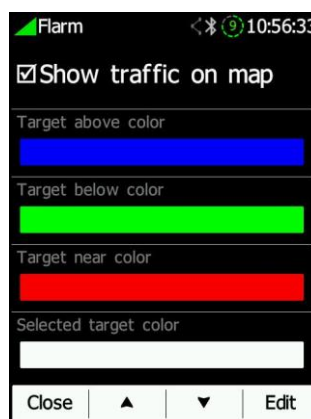 Flarm 9 10:56:33
Show traffic on map
Target above color
Target below color
Target near color
Selected target color
Close Edit